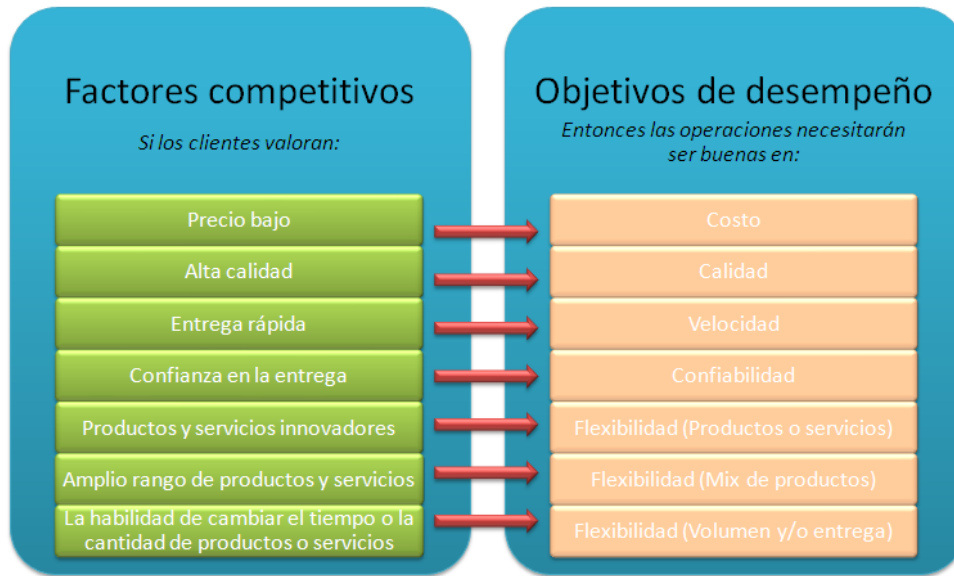 Factores competitivos
Si los clientes valoran:
Precio bajo
Alta calidad
Entrega rápida
Confianza en la entrega
Productos y servicios innovadores
Amplio rango de productos y servicios
La habilidad de cambiar el tiempo o la
cantidad de productos o servicios
Objetivos de desempeño
Entonces las operaciones necesitarán
ser buenas en:
Costo
Calidad
Velocidad
Confiabilidad
Flexibilidad (Productos o servicios)
Flexibilidad (Mix de productos)
Flexibilidad (Volumen y/o entrega)